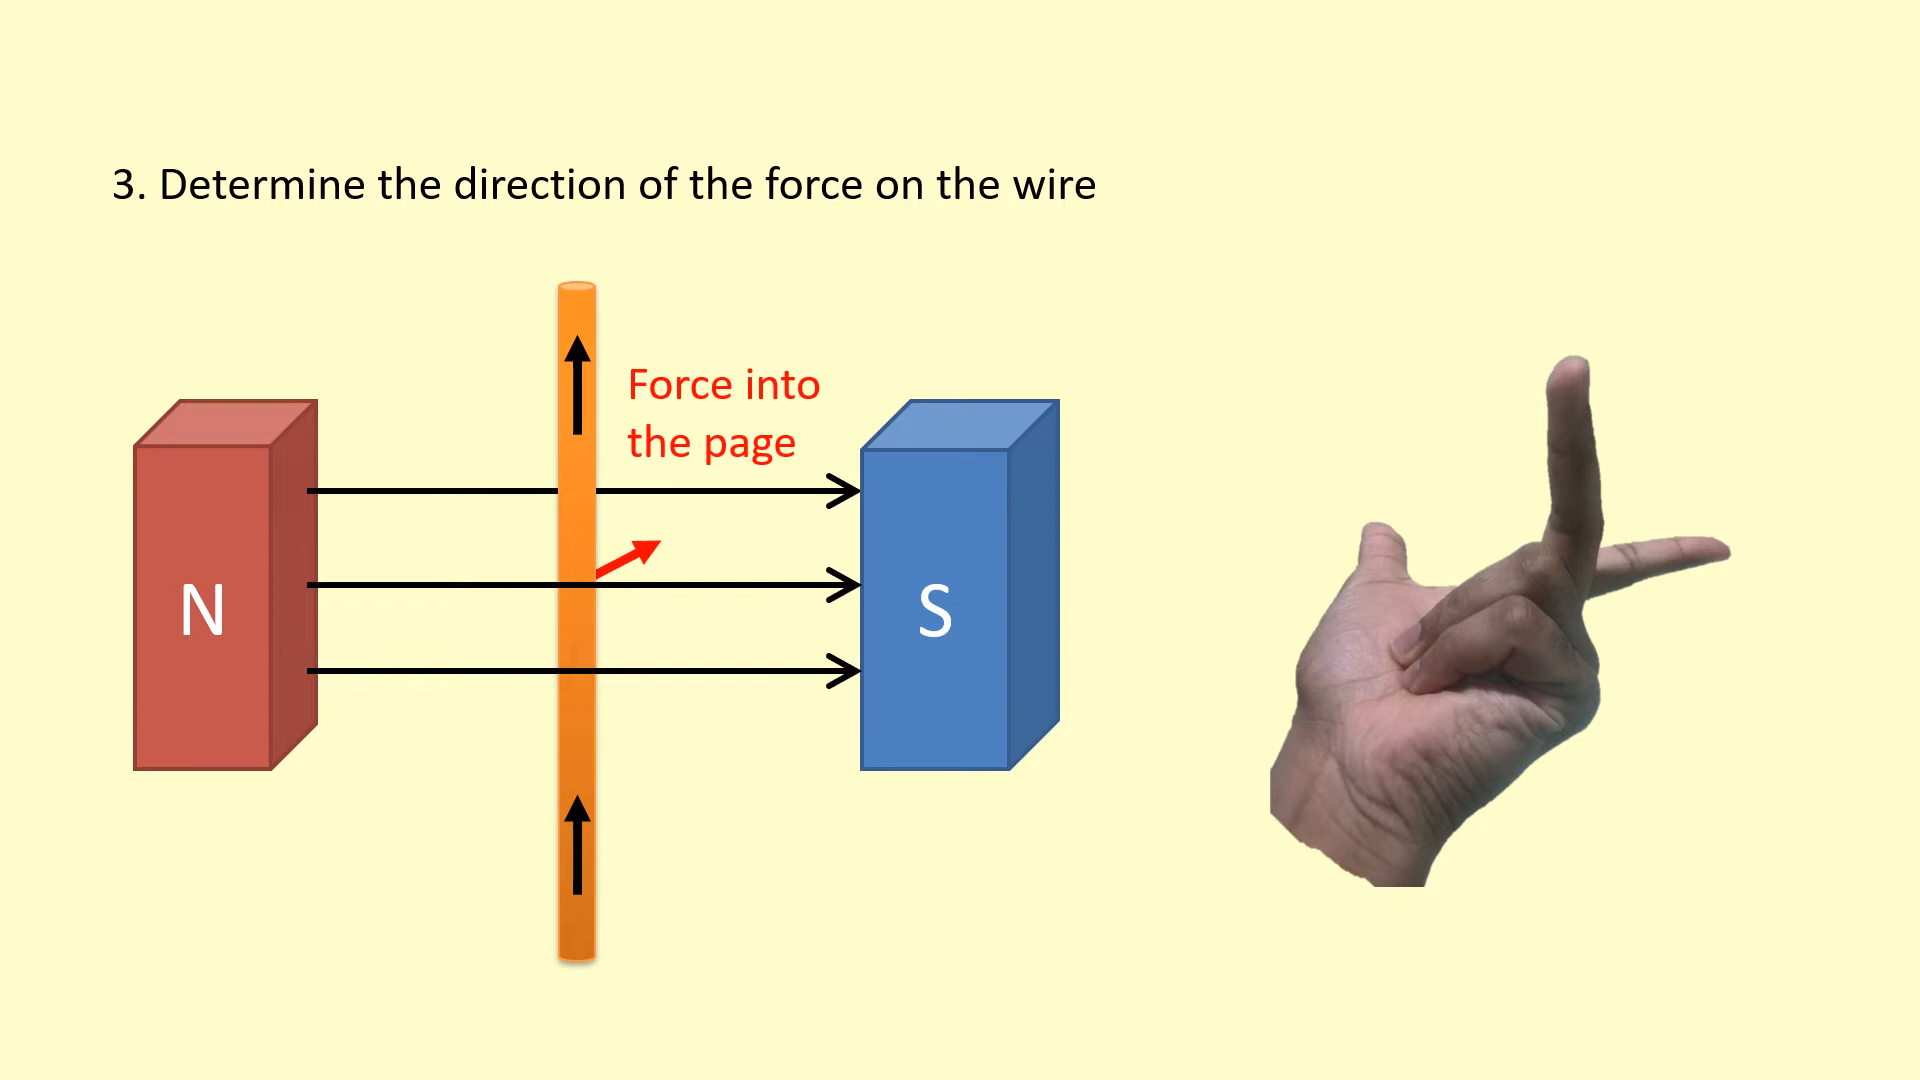 3. Determine the direction of the force on the wire
Force into
the page
N
S